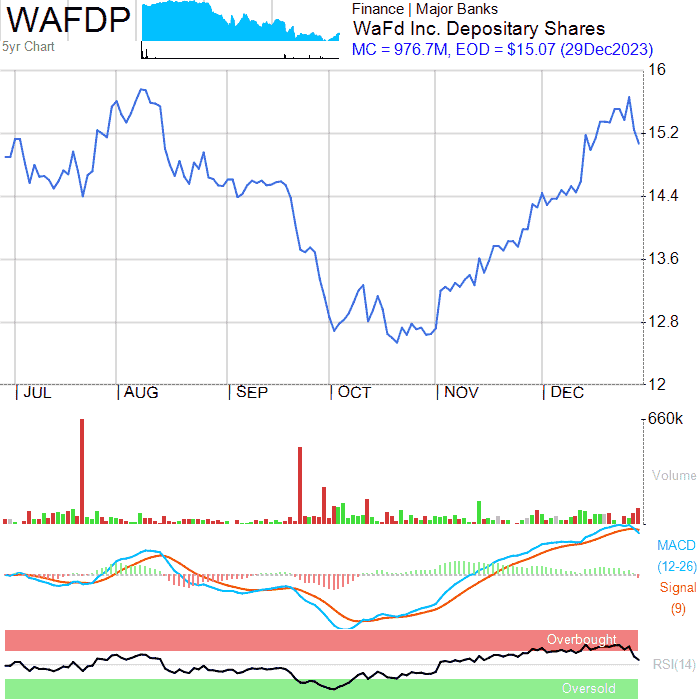 WAFDP
5yr Chart
Finance | Major Banks
WaFd Inc. Depositary Shares
MC = 976.7M, EOD = $15.07 (29Dec2023)
16
15.2
14.4
13.6
12.8
12
JUL AUG SEP OCT NOV DEC
660k
Volume
MACD
(12-26)
Signal
(9)
Overbought
RSI(14)
Oversold